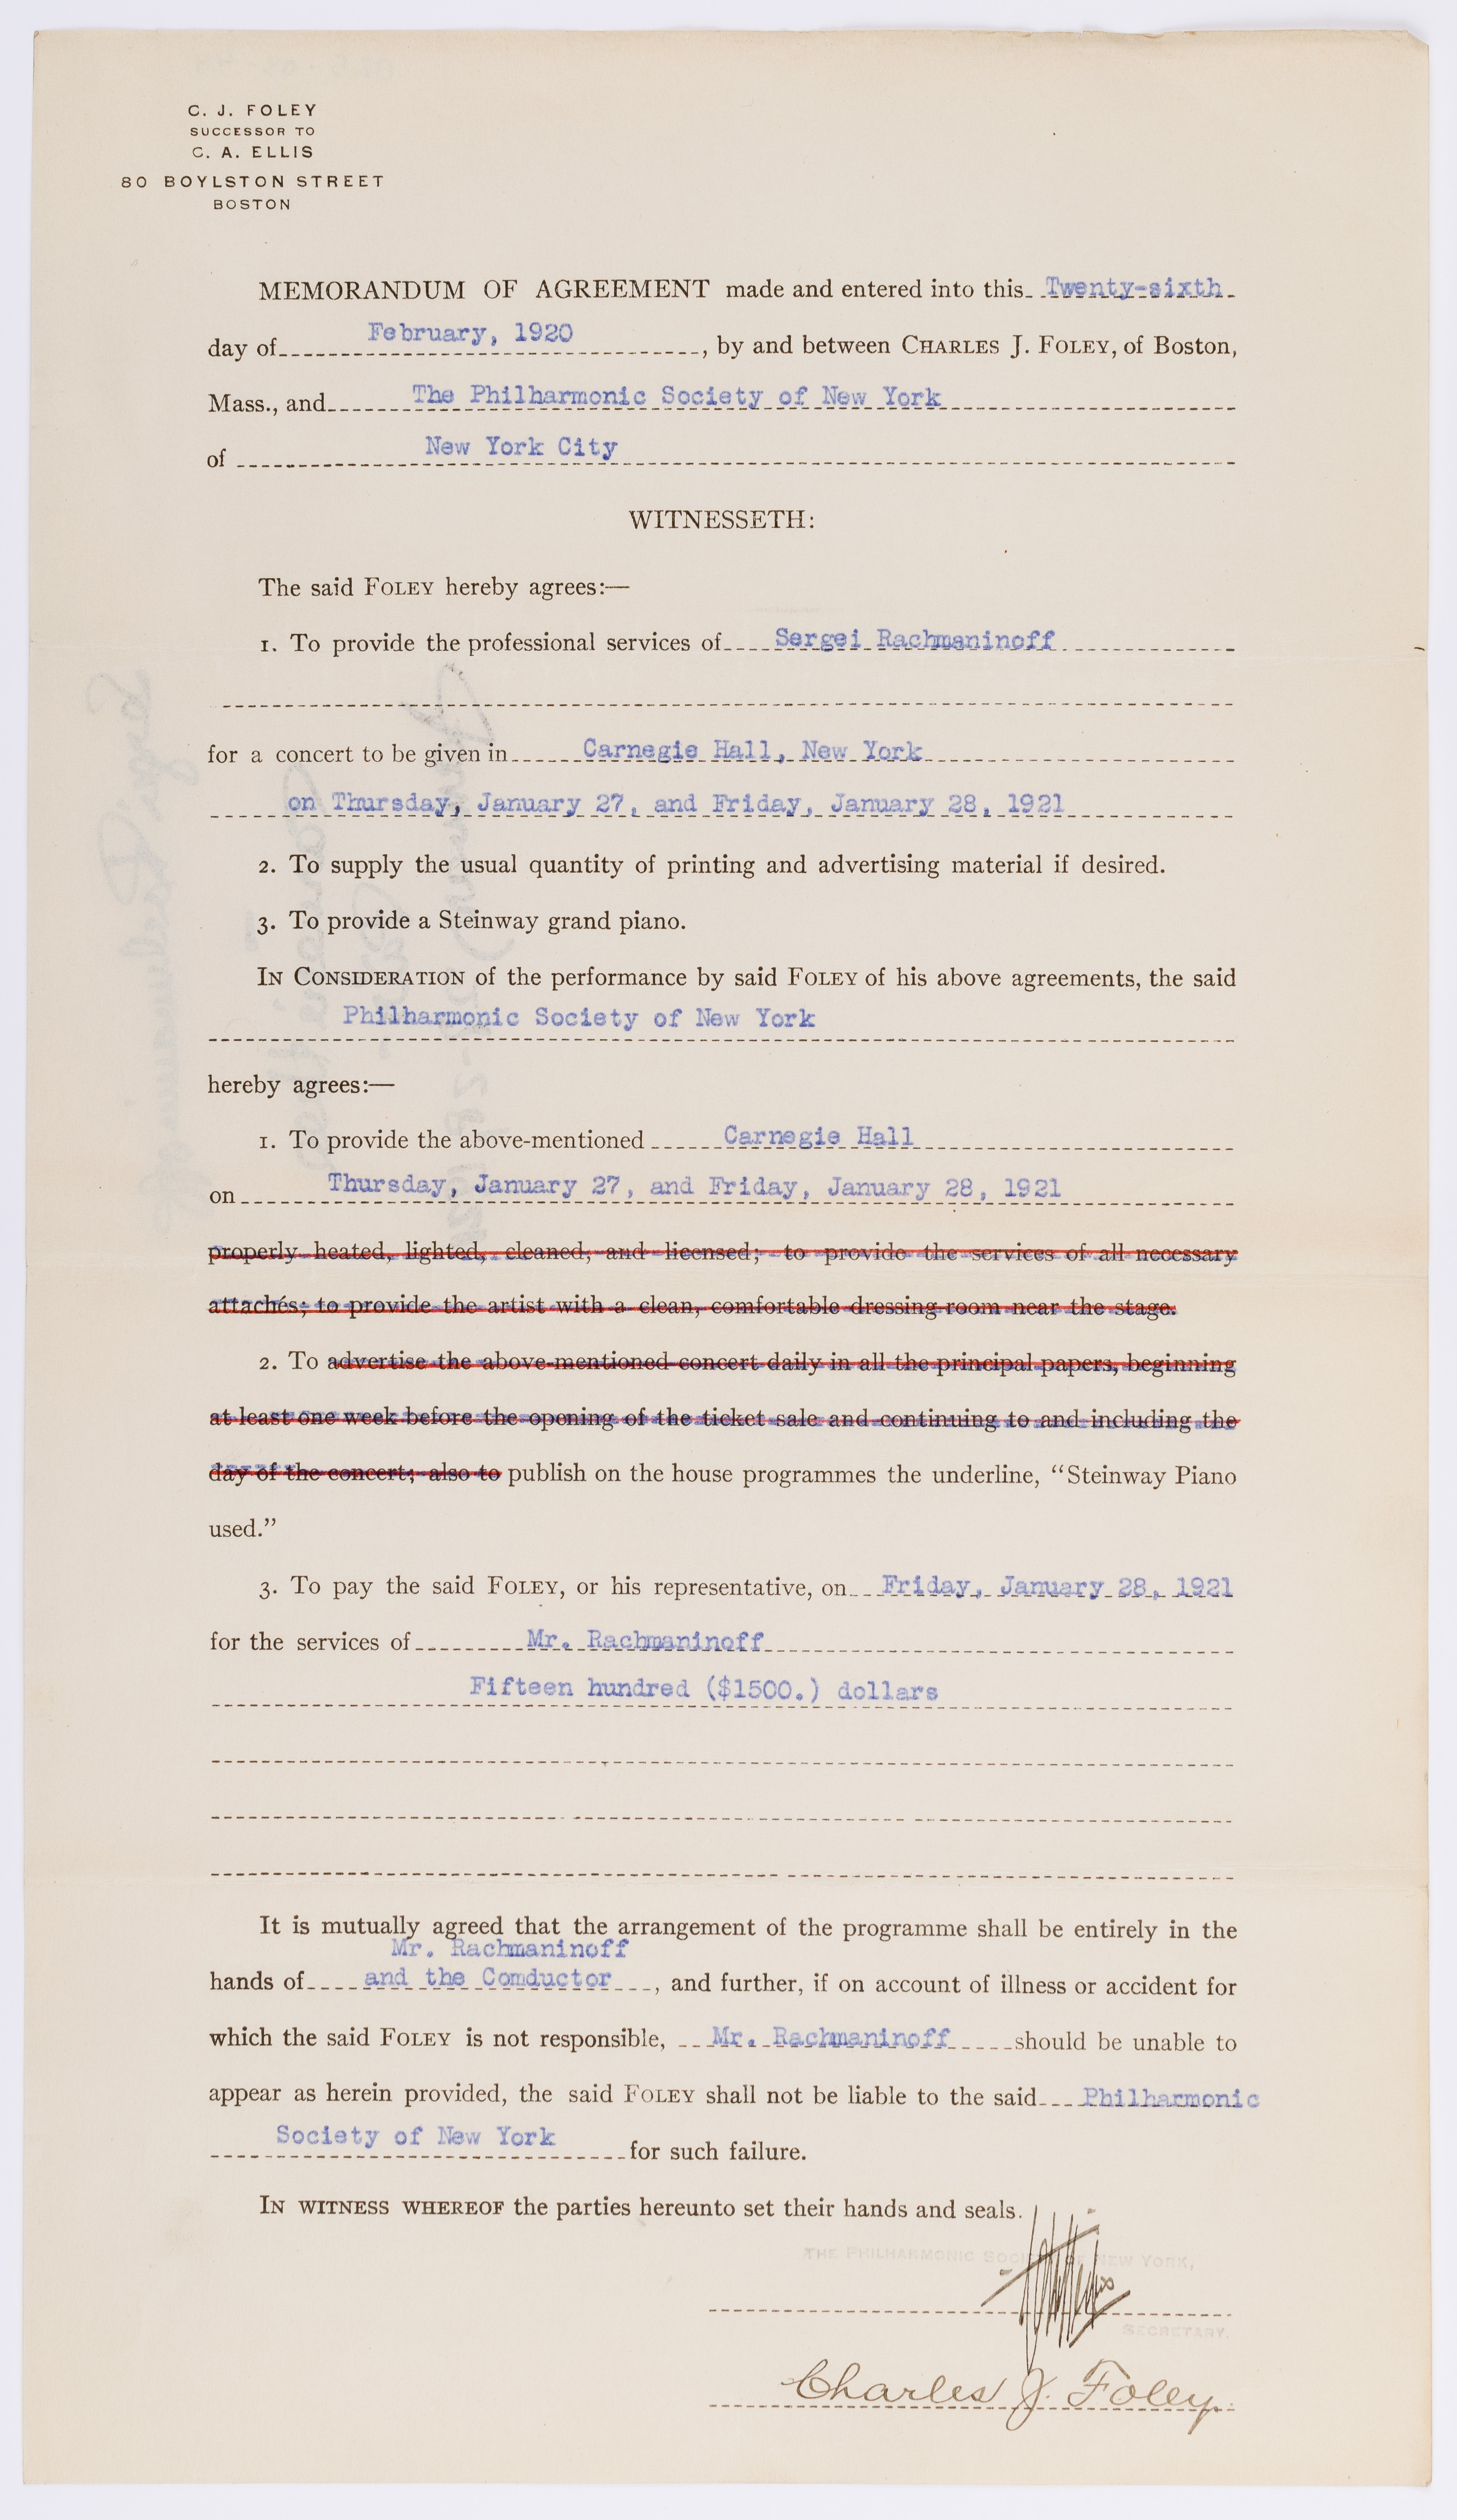 C. J. FOLEY
SUCCESSOR TO
C. A. ELLIS
80 BOYLSTON STREET
BOSTON
MEMORANDUM OF AGREEMENT made and entered into this Twenty-sixth
day of February, 1920, by and between CHARLES J. FOLEY, of Boston,
Mass., and The Philharmonic Society of New York
of New York City
WITNESSETH:
The said FOLEY hereby agrees:—
1. To provide the professional services of Sergei Rachmaninoff
for a concert to be given in Carnegie Hall, New York
on Thursday, January 27, and Friday, January 28, 1921
2. To supply the usual quantity of printing and advertising material if desired.
3. To provide a Steinway grand piano.
IN CONSIDERATION of the performance by said FOLEY of his above agreements, the said
Philharmonic Society of New York
hereby agrees:—
1. To provide the above-mentioned Carnegie Hall
on Thursday, January 27, and Friday, January 28, 1921
properly heated, lighted, cleaned, and licensed; to provide the services of all necessary
attachés; to provide the artist with a clean, comfortable dressing-room near the stage.
2. To advertise the above-mentioned concert daily in all the principal papers, beginning
at least one week before the opening of the ticket sale and continuing to and including the
day of the concert; also to publish on the house programmes the underline, “Steinway Piano
used.”
3. To pay the said FOLEY, or his representative, on Friday, January 28, 1921
for the services of Mr. Rachmaninoff
Fifteen hundred ($1500.) dollars
It is mutually agreed that the arrangement of the programme shall be entirely in the
Mr. Rachmaninoff
hands of and the Comductor, and further, if on account of illness or accident for
which the said FOLEY is not responsible, Mr. Rachmaninoff should be unable to
appear as herein provided, the said FOLEY shall not be liable to the said Philharmonic
Society of New York for such failure.
IN WITNESS WHEREOF the parties hereunto set their hands and seals.
THE PHILHARMONIC SOCIETY OF NEW YORK,
SECRETARY.
Charles J. Foley.